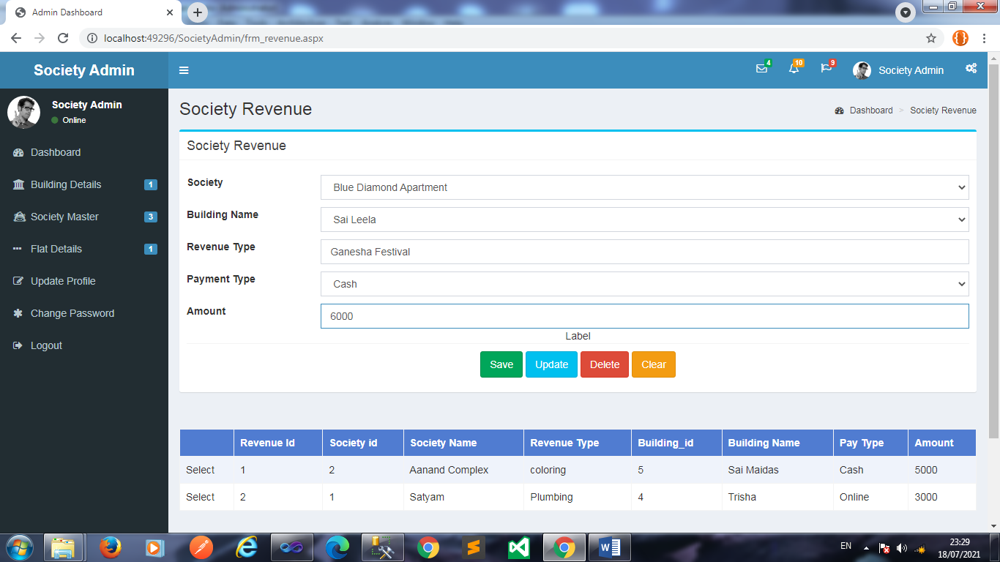 Admin Dashboard
localhost:49296/SocietyAdmin/frm_revenue.aspx
Society Admin
4
10
9
Society Admin
Society Admin
Online
Dashboard
Building Details 1
Society Master 3
Flat Details 1
Update Profile
Change Password
Logout
Society Revenue
Dashboard > Society Revenue
Society Revenue
Society Blue Diamond Apartment
Building Name Sai Leela
Revenue Type Ganesha Festival
Payment Type Cash
Amount 6000
Label
Save Update Delete Clear
Revenue Id Society id Society Name Revenue Type Building_id Building Name Pay Type Amount
Select 1 2 Aanand Complex coloring 5 Sai Maidas Cash 5000
Select 2 1 Satyam Plumbing 4 Trisha Online 3000
EN
23:29
18/07/2021